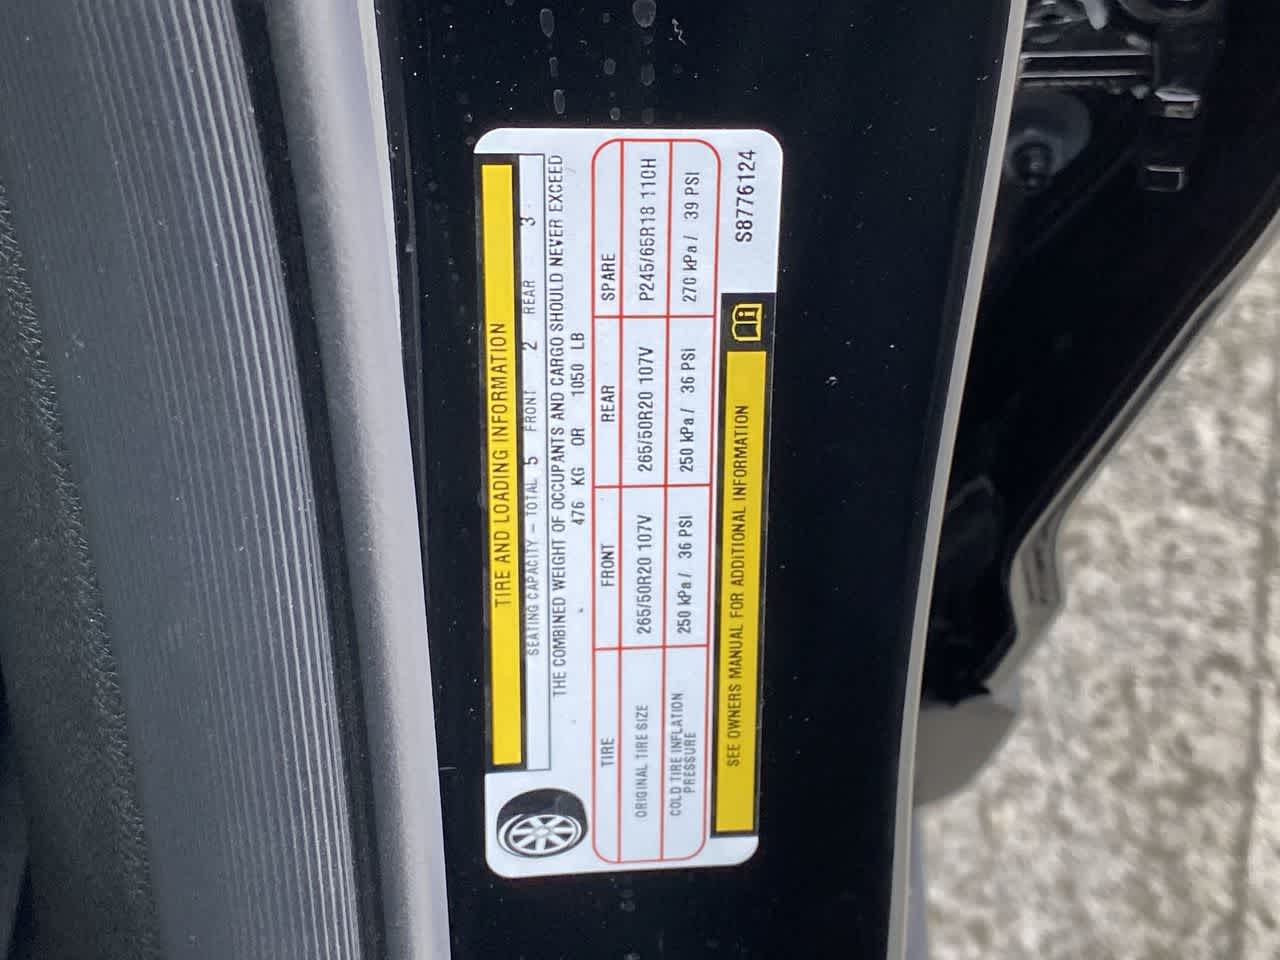 TIRE AND LOADING INFORMATION
SEATING CAPACITY – TOTAL 5 FRONT 2 REAR 3
THE COMBINED WEIGHT OF OCCUPANTS AND CARGO SHOULD NEVER EXCEED
476 KG OR 1050 LB
TIRE FRONT REAR SPARE
ORIGINAL TIRE SIZE 265/50R20 107V 265/50R20 107V P245/65R18 110H
COLD TIRE INFLATION PRESSURE 250 kPa / 36 PSI 250 kPa / 36 PSI 270 kPa / 39 PSI
SEE OWNERS MANUAL FOR ADDITIONAL INFORMATION
S8776124